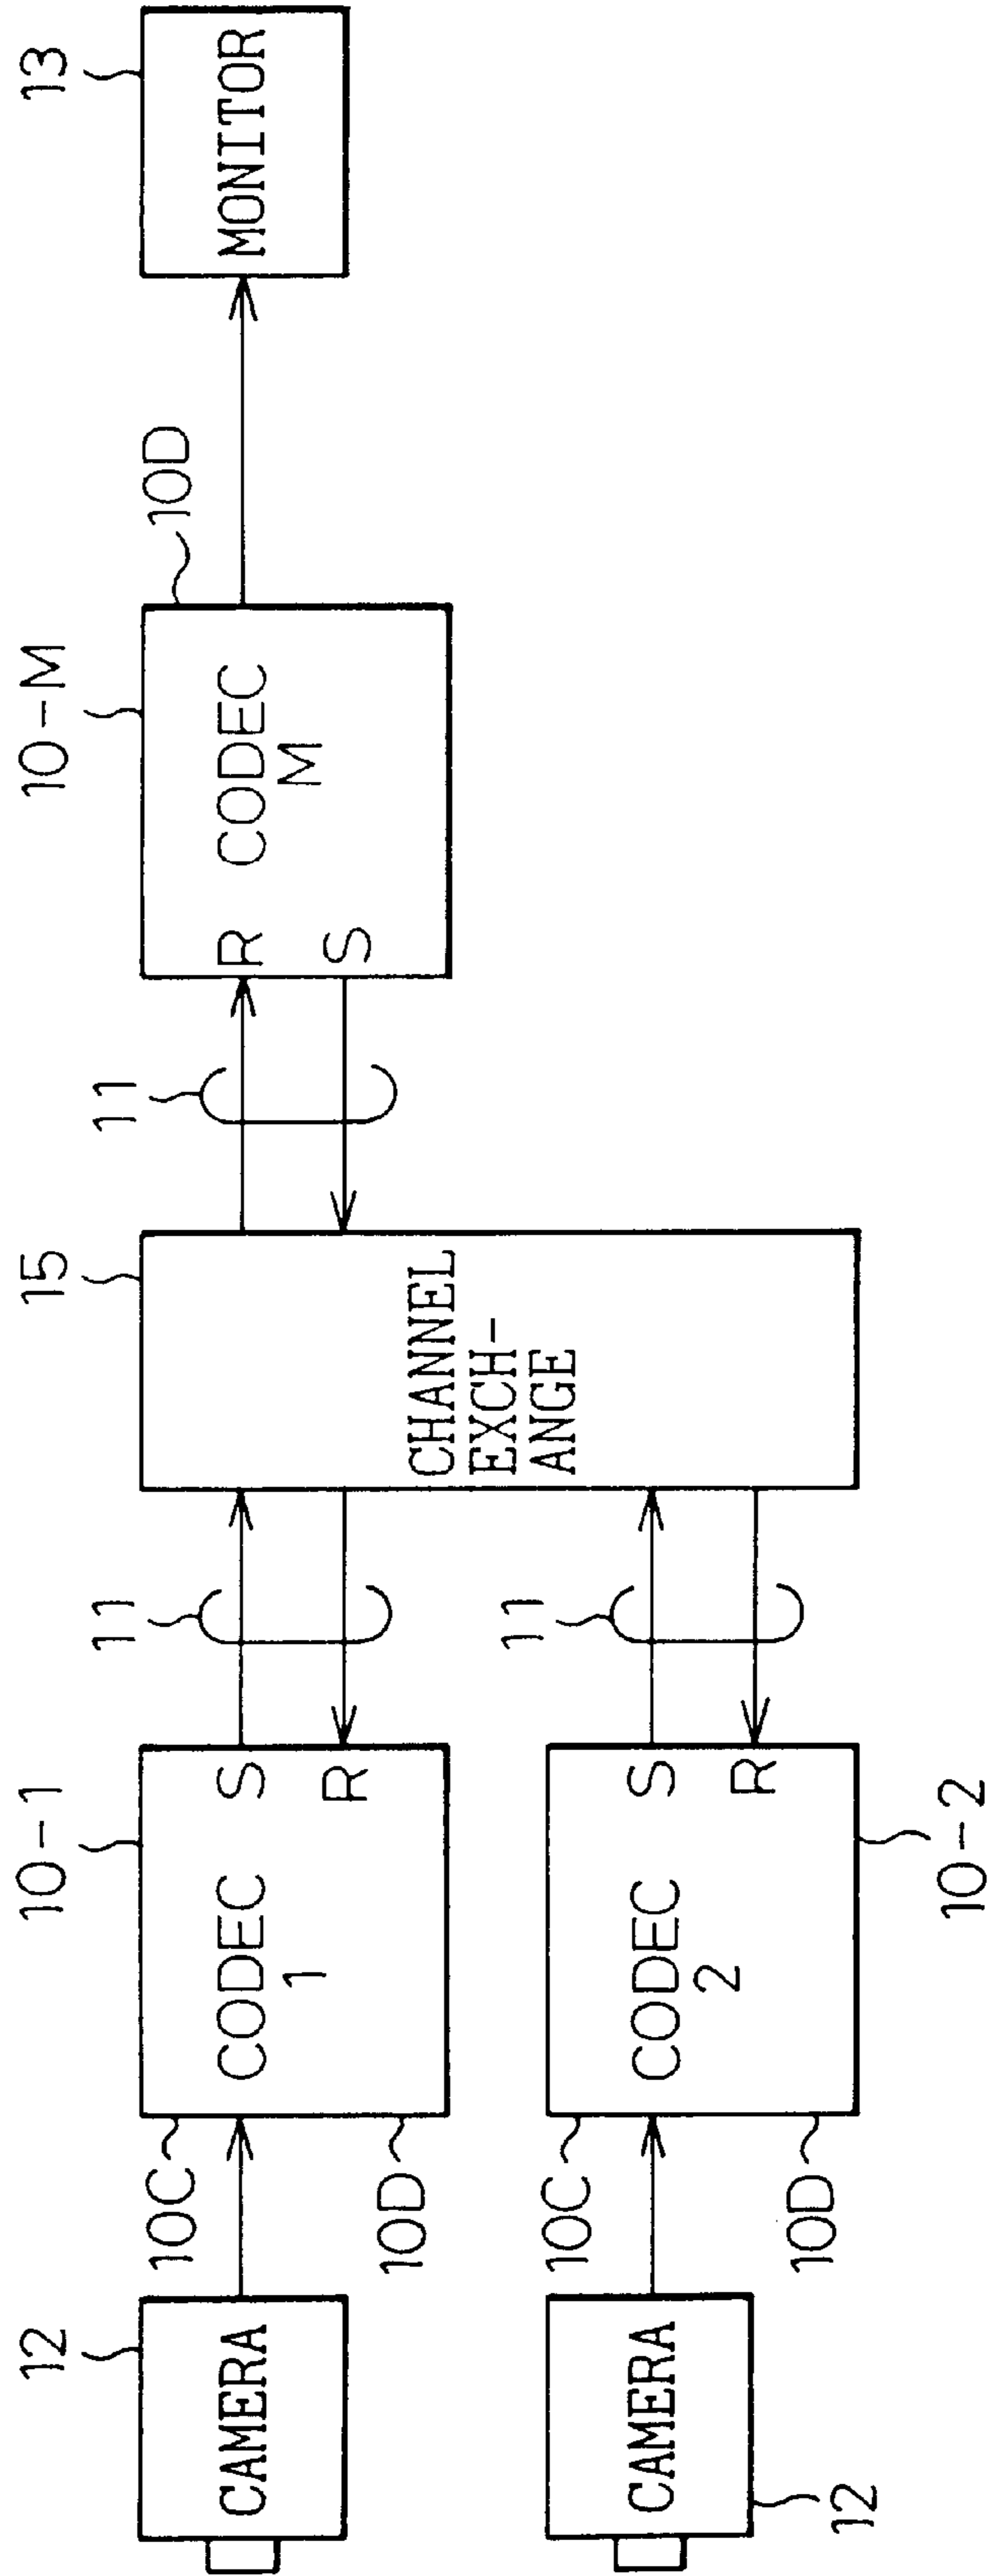 12
CAMERA
10C
10D
10-1
CODEC
1
S
R
11
12
CAMERA
10C
10D
10-2
CODEC
2
S
R
11
15
CHANNEL
EXCH-
ANGE
11
10-M
R
S
CODEC
M
10D
13
MONITOR